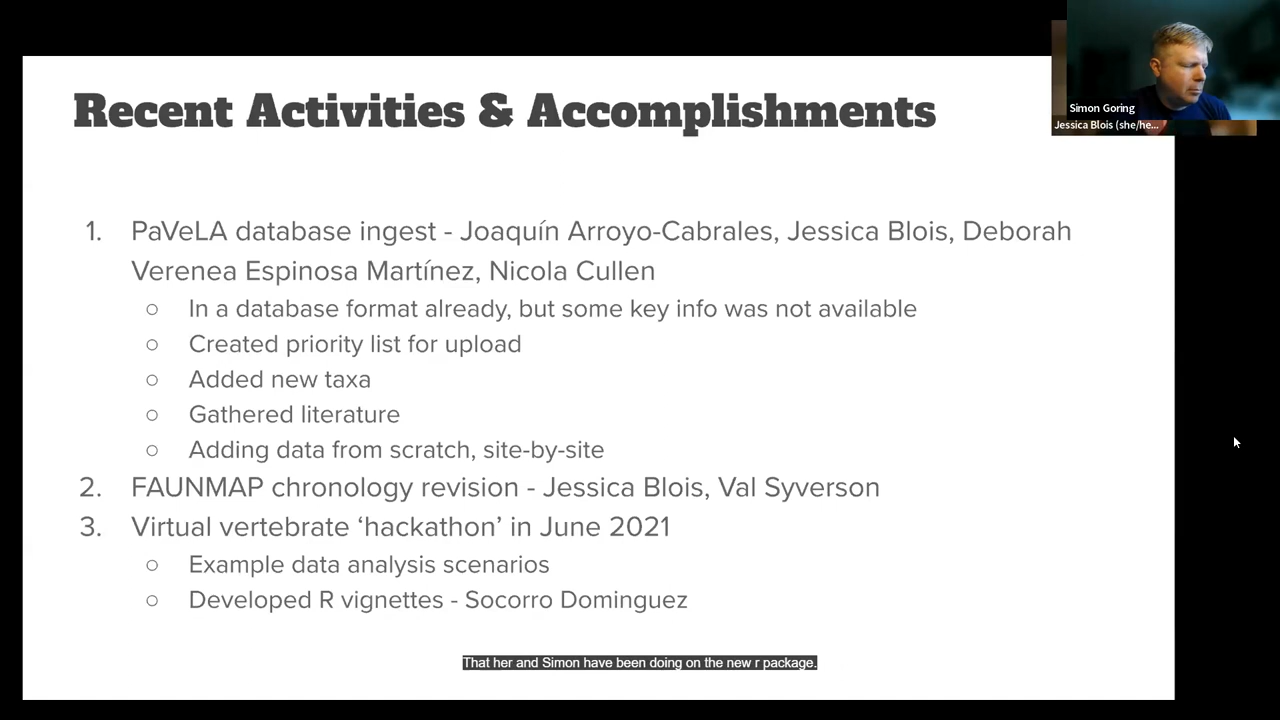 Recent Activities & Accomplishments
Simon Goring
Jessica Blois (she/he...
1. PaVeLA database ingest - Joaquín Arroyo-Cabrales, Jessica Blois, Deborah
Verenea Espinosa Martínez, Nicola Cullen
○ In a database format already, but some key info was not available
○ Created priority list for upload
○ Added new taxa
○ Gathered literature
○ Adding data from scratch, site-by-site
2. FAUNMAP chronology revision - Jessica Blois, Val Syverson
3. Virtual vertebrate ‘hackathon’ in June 2021
○ Example data analysis scenarios
○ Developed R vignettes - Socorro Dominguez
That her and Simon have been doing on the new r package.